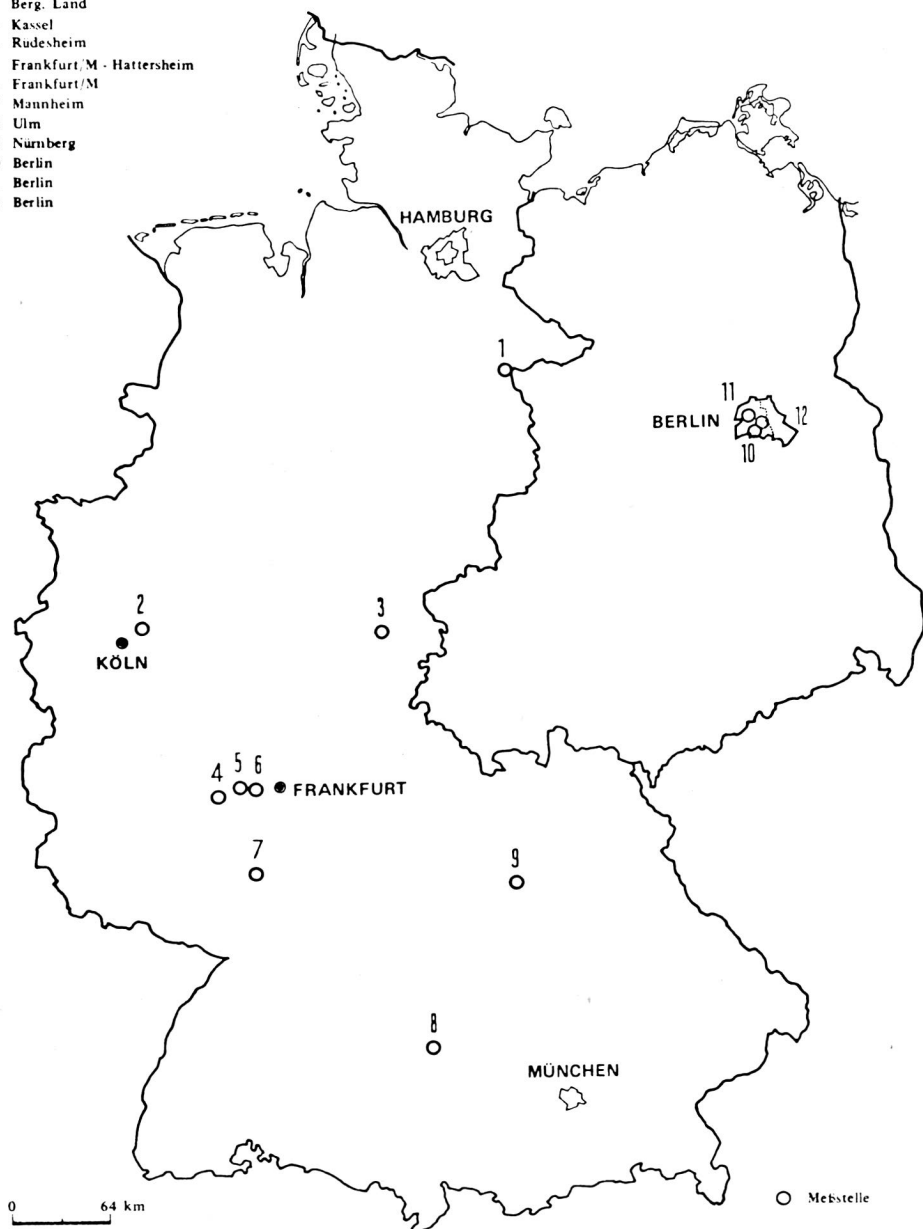 Berg. Land
Kassel
Rudesheim
Frankfurt/M - Hattersheim
Frankfurt/M
Mannheim
Ulm
Nürnberg
Berlin
Berlin
Berlin
HAMBURG
1
11
BERLIN
12
10
2
3
KÖLN
4
5
6
FRANKFURT
7
9
8
MÜNCHEN
0
64 km
Meßstelle